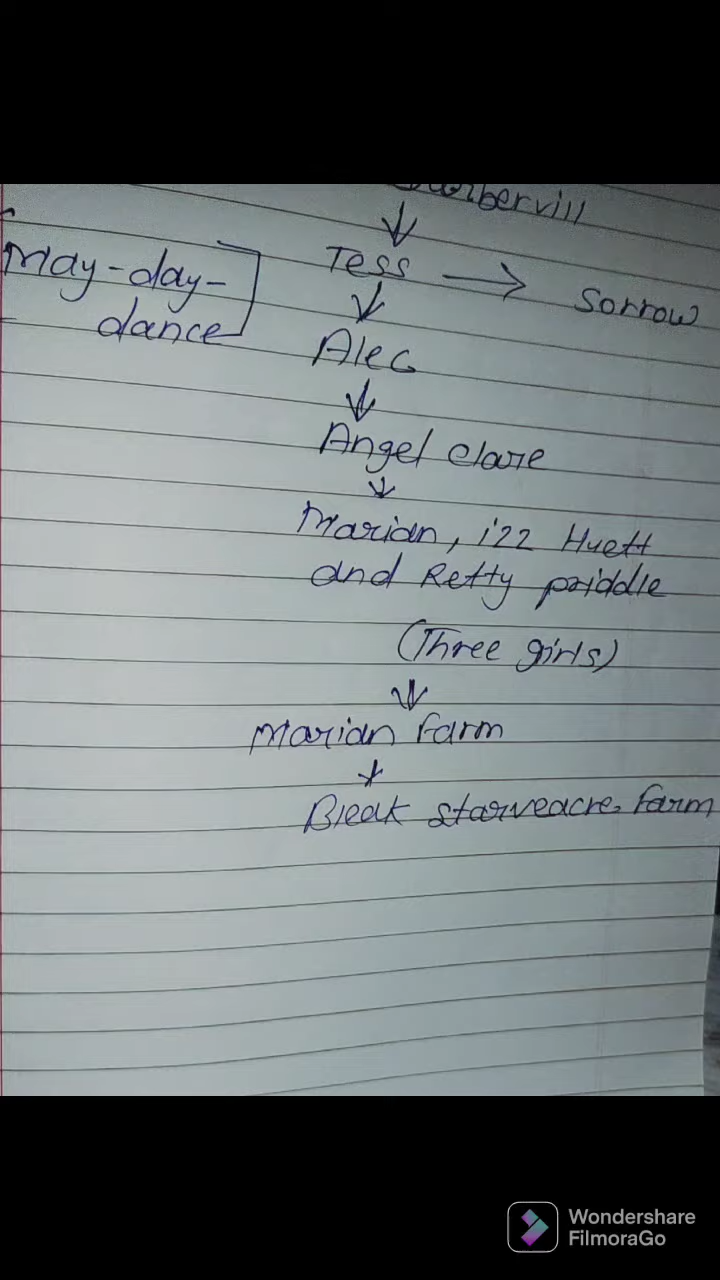 Tess → Sorrow
May-day-
dance
Alec
Angel Clare
Marian, i'zz Huett
and Retty priddle
(Three girls)
Marian farm
Bleak starveacre farm
Wondershare
FilmoraGo